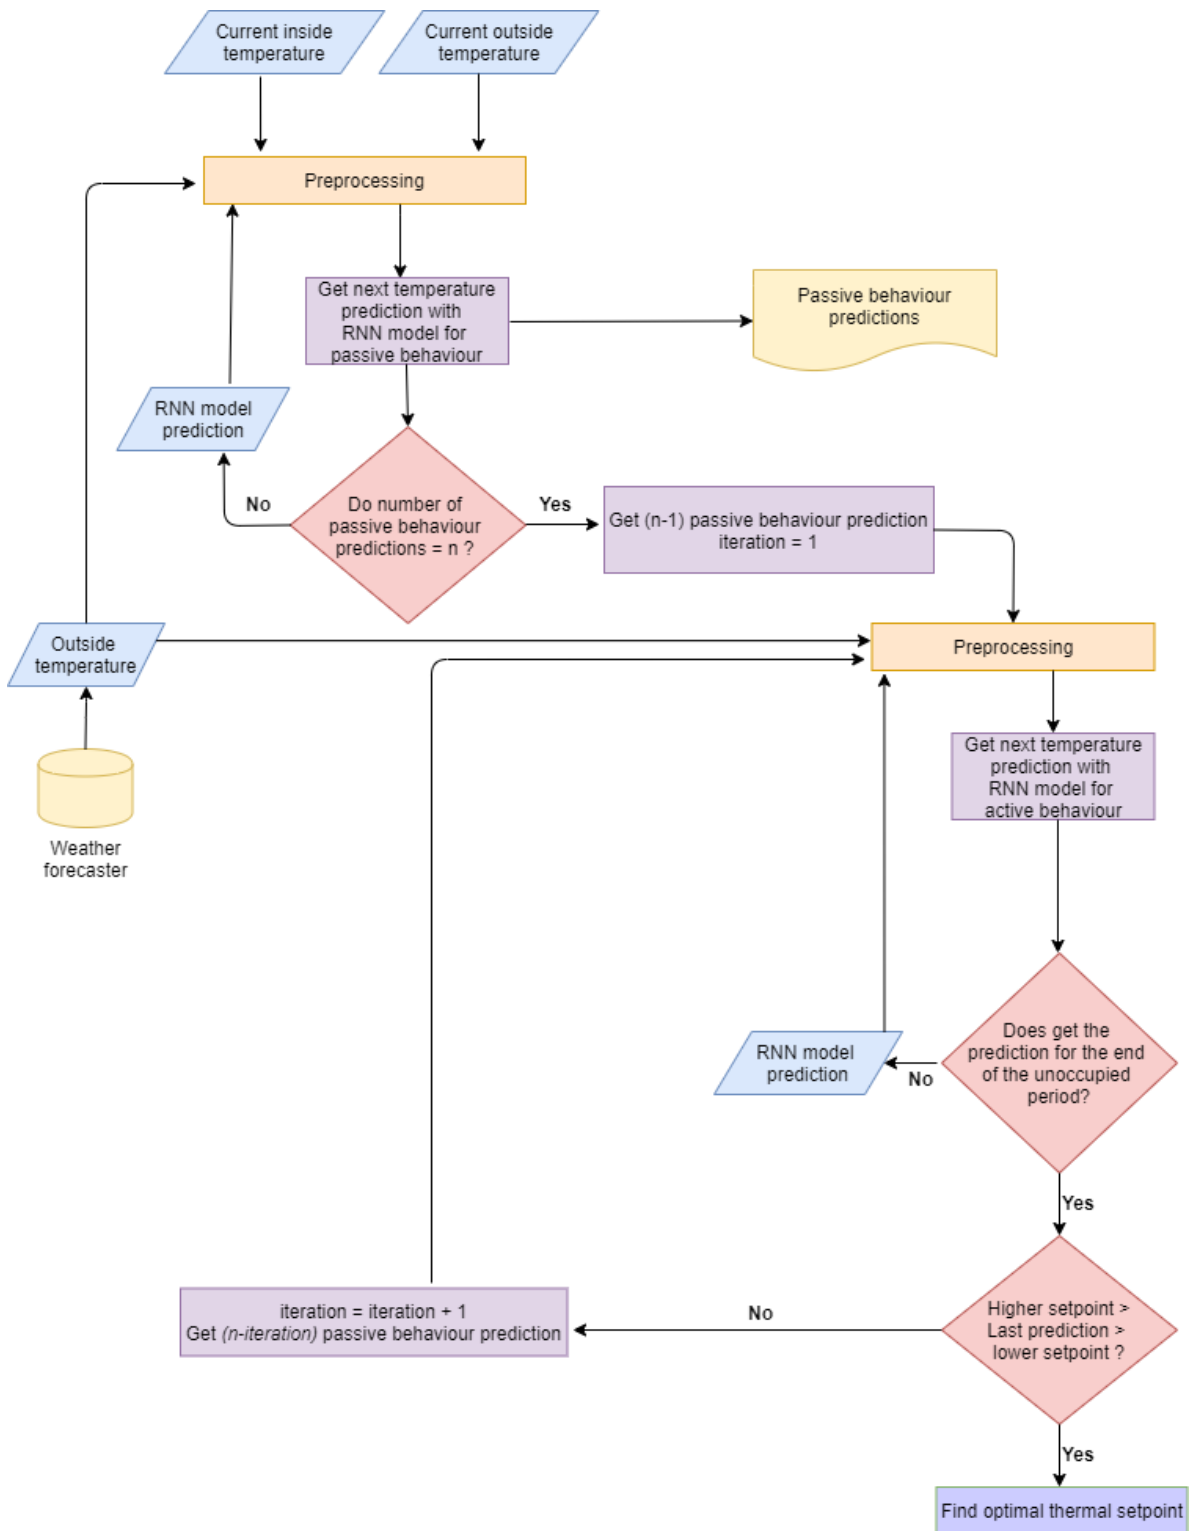 Current inside
temperature
Current outside
temperature
Preprocessing
Get next temperature
prediction with
RNN model for
passive behaviour
Passive behaviour
predictions
RNN model
prediction
No
Do number of
passive behaviour
predictions = n ?
Yes
Get (n-1) passive behaviour prediction
iteration = 1
Outside
temperature
Preprocessing
Get next temperature
prediction with
RNN model for
active behaviour
Weather
forecaster
Does get the
prediction for the end
of the unoccupied
period?
RNN model
prediction
No
Yes
Higher setpoint >
Last prediction >
lower setpoint ?
No
iteration = iteration + 1
Get (n-iteration) passive behaviour prediction
Yes
Find optimal thermal setpoint